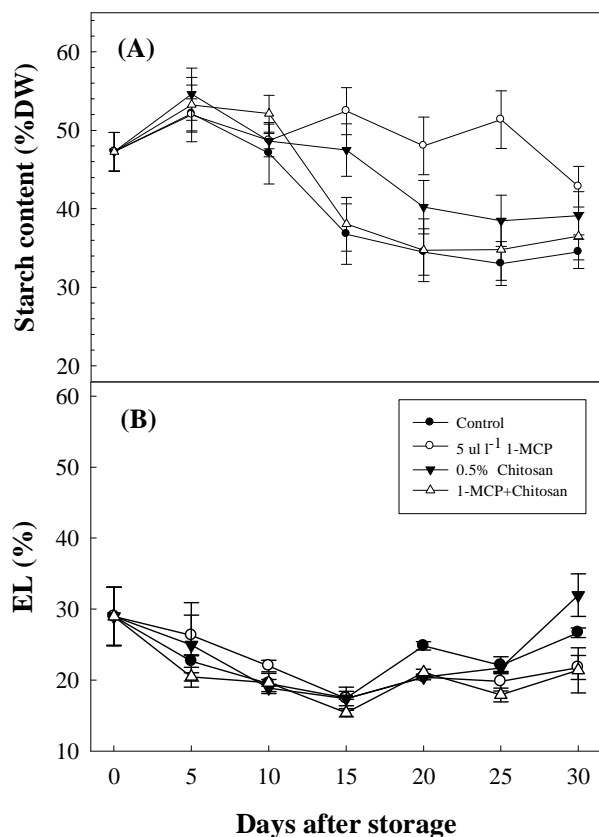 (A)
Starch content (%DW)
60
50
40
30
20
(B)
EL (%)
60
50
40
30
20
10
Control
5 ul l⁻¹ 1-MCP
0.5% Chitosan
1-MCP+Chitosan
0 5 10 15 20 25 30
Days after storage